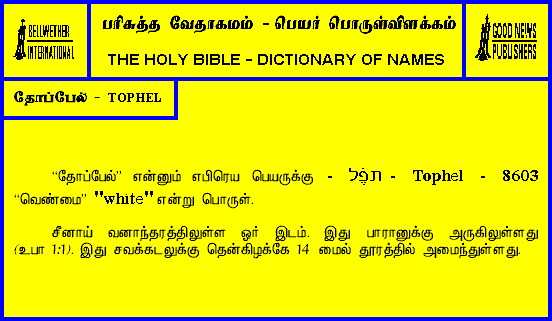 BELLWETHER
INTERNATIONAL
பரிசுத்த வேதாகமம் - பெயர் பொருள்விளக்கம்
THE HOLY BIBLE - DICTIONARY OF NAMES
GOOD NEWS
PUBLISHERS
தோப்பேல் - TOPHEL
“தோப்பேல்” என்னும் எபிரெய பெயருக்கு - תֹּפֶל - Tophel - 8603
“வெண்மை” "white" என்று பொருள்.
சீனாய் வனாந்தரத்திலுள்ள ஓர் இடம். இது பாரானுக்கு அருகிலுள்ளது
(உபா 1:1). இது சவக்கடலுக்கு தென்கிழக்கே 14 மைல் தூரத்தில் அமைந்துள்ளது.